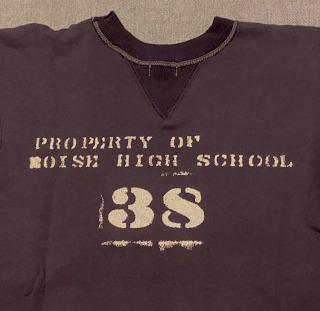 PROPERTY OF
BOISE HIGH SCHOOL
38